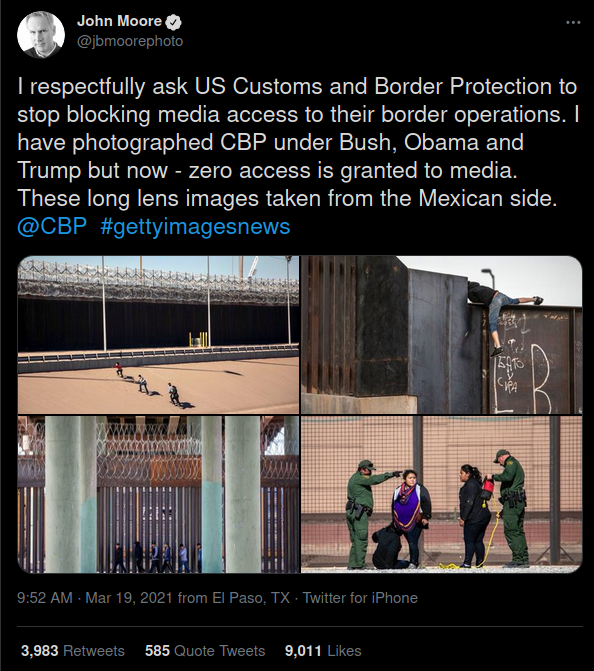 John Moore
@jbmoorephoto
I respectfully ask US Customs and Border Protection to
stop blocking media access to their border operations. I
have photographed CBP under Bush, Obama and
Trump but now - zero access is granted to media.
These long lens images taken from the Mexican side.
@CBP #gettyimagesnews
9:52 AM · Mar 19, 2021 from El Paso, TX · Twitter for iPhone
3,983 Retweets 585 Quote Tweets 9,011 Likes